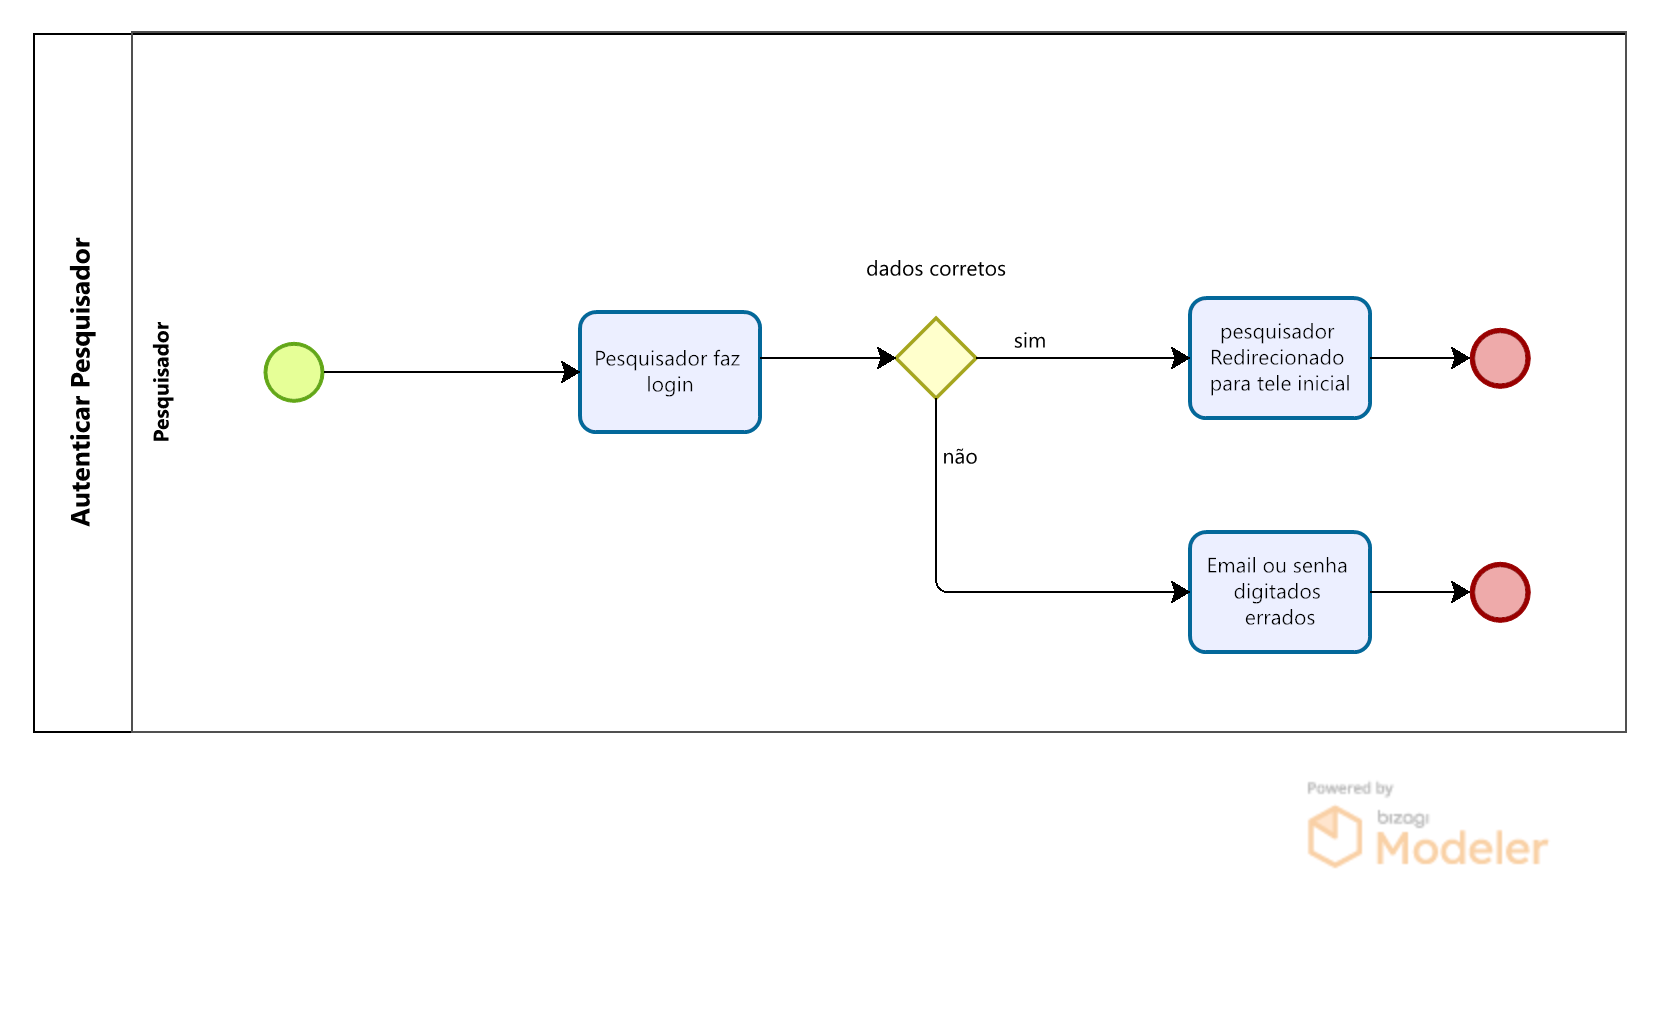 Autenticar Pesquisador
Pesquisador
Pesquisador faz
login
dados corretos
sim
não
pesquisador
Redirecionado
para tele inicial
Email ou senha
digitados
errados
Powered by
bizagi
Modeler